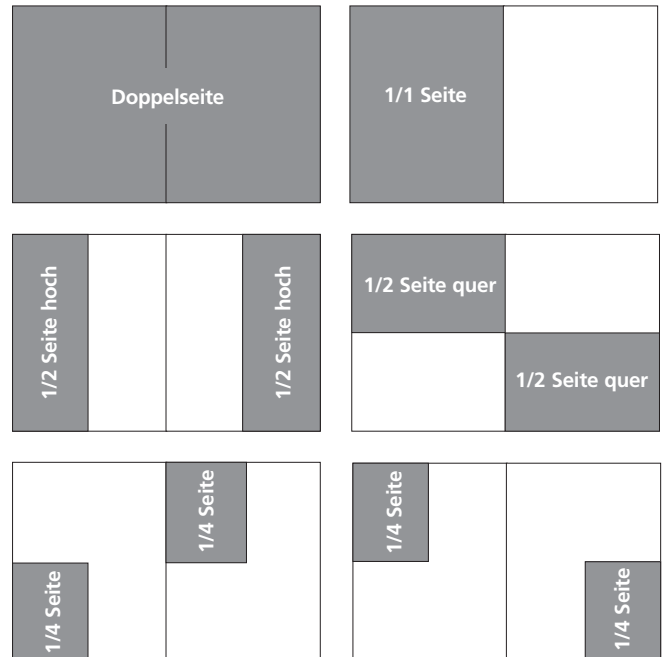 Doppelseite
1/1 Seite
1/2 Seite hoch
1/2 Seite hoch
1/2 Seite quer
1/2 Seite quer
1/4 Seite
1/4 Seite
1/4 Seite
1/4 Seite